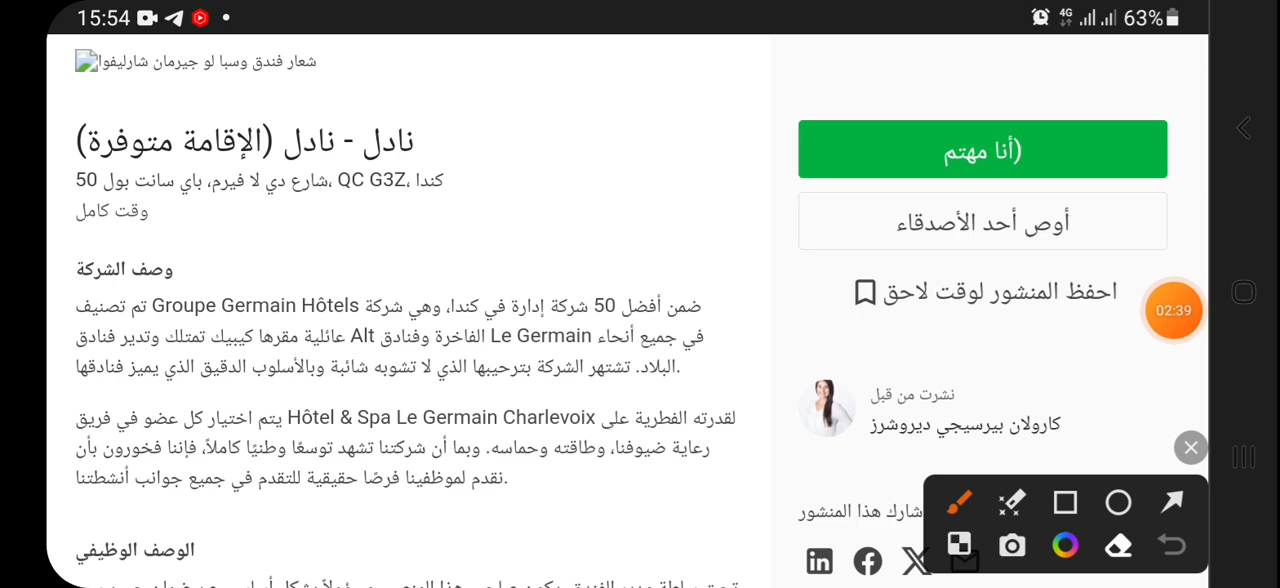 15:54
4G
63%
شعار فندق وسبا لو جيرمان شارليفوا
نادل - نادل (الإقامة متوفرة)
50 شارع دي لا فيرم، باي سانت بول، QC G3Z، كندا
وقت كامل
وصف الشركة
تم تصنيف Groupe Germain Hôtels ضمن أفضل 50 شركة إدارة في كندا، وهي شركة
عائلية مقرها كيبيك تمتلك وتدير فنادق Alt الفاخرة وفنادق Le Germain في جميع أنحاء
البلاد. تشتهر الشركة بترحيبها الذي لا تشوبه شائبة وبالأسلوب الدقيق الذي يميز فنادقها.
يتم اختيار كل عضو في فريق Hôtel & Spa Le Germain Charlevoix لقدرته الفطرية على
رعاية ضيوفنا، وطاقته وحماسه. وبما أن شركتنا تشهد توسعًا وطنيًا كاملاً، فإننا فخورون بأن
نقدم لموظفينا فرصًا حقيقية للتقدم في جميع جوانب أنشطتنا.
الوصف الوظيفي
أنا مهتم)
أوص أحد الأصدقاء
احفظ المنشور لوقت لاحق
02:39
نشرت من قبل
كارولان بيرسيجي ديروشرز
شارك هذا المنشور